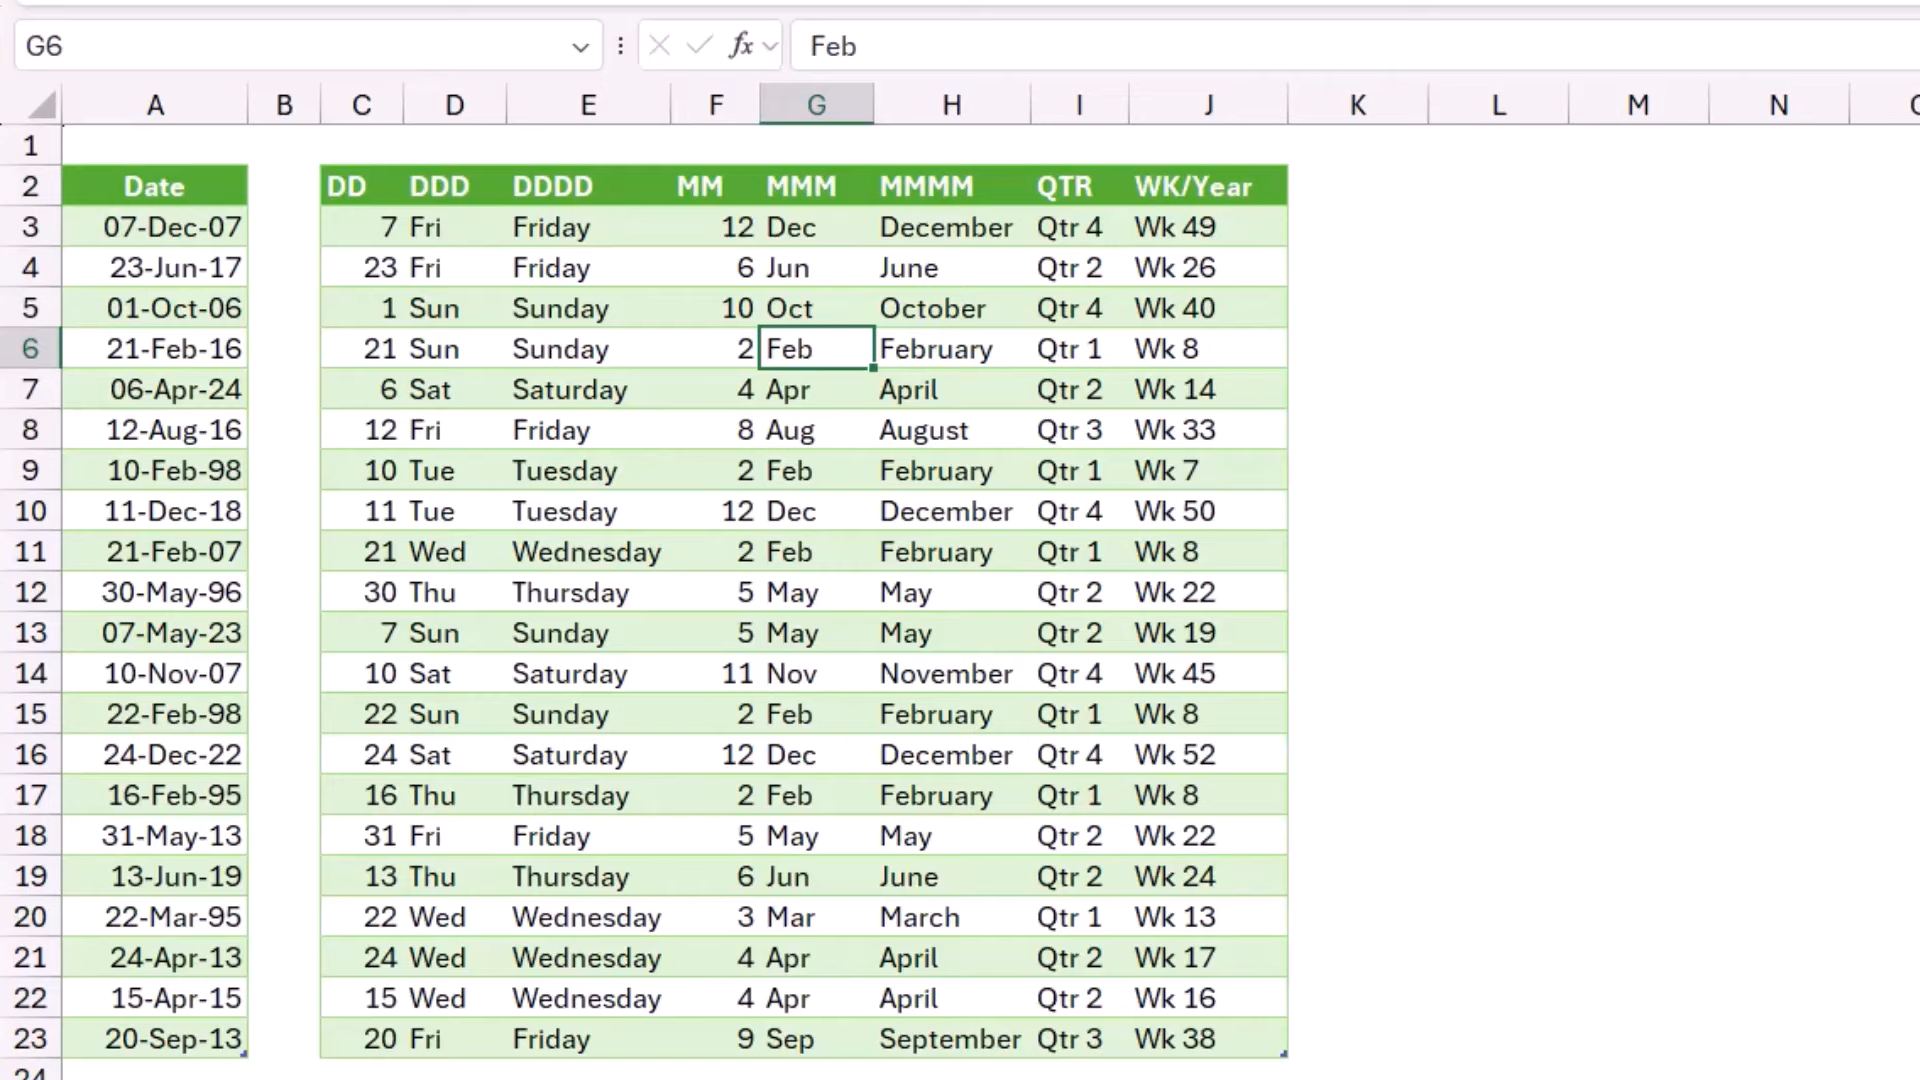 G6 fx Feb
A B C D E F G H I J K L M N
1
2 Date DD DDD DDDD MM MMM MMMM QTR WK/Year
3 07-Dec-07 7 Fri Friday 12 Dec December Qtr 4 Wk 49
4 23-Jun-17 23 Fri Friday 6 Jun June Qtr 2 Wk 26
5 01-Oct-06 1 Sun Sunday 10 Oct October Qtr 4 Wk 40
6 21-Feb-16 21 Sun Sunday 2 Feb February Qtr 1 Wk 8
7 06-Apr-24 6 Sat Saturday 4 Apr April Qtr 2 Wk 14
8 12-Aug-16 12 Fri Friday 8 Aug August Qtr 3 Wk 33
9 10-Feb-98 10 Tue Tuesday 2 Feb February Qtr 1 Wk 7
10 11-Dec-18 11 Tue Tuesday 12 Dec December Qtr 4 Wk 50
11 21-Feb-07 21 Wed Wednesday 2 Feb February Qtr 1 Wk 8
12 30-May-96 30 Thu Thursday 5 May May Qtr 2 Wk 22
13 07-May-23 7 Sun Sunday 5 May May Qtr 2 Wk 19
14 10-Nov-07 10 Sat Saturday 11 Nov November Qtr 4 Wk 45
15 22-Feb-98 22 Sun Sunday 2 Feb February Qtr 1 Wk 8
16 24-Dec-22 24 Sat Saturday 12 Dec December Qtr 4 Wk 52
17 16-Feb-95 16 Thu Thursday 2 Feb February Qtr 1 Wk 8
18 31-May-13 31 Fri Friday 5 May May Qtr 2 Wk 22
19 13-Jun-19 13 Thu Thursday 6 Jun June Qtr 2 Wk 24
20 22-Mar-95 22 Wed Wednesday 3 Mar March Qtr 1 Wk 13
21 24-Apr-13 24 Wed Wednesday 4 Apr April Qtr 2 Wk 17
22 15-Apr-15 15 Wed Wednesday 4 Apr April Qtr 2 Wk 16
23 20-Sep-13 20 Fri Friday 9 Sep September Qtr 3 Wk 38
24